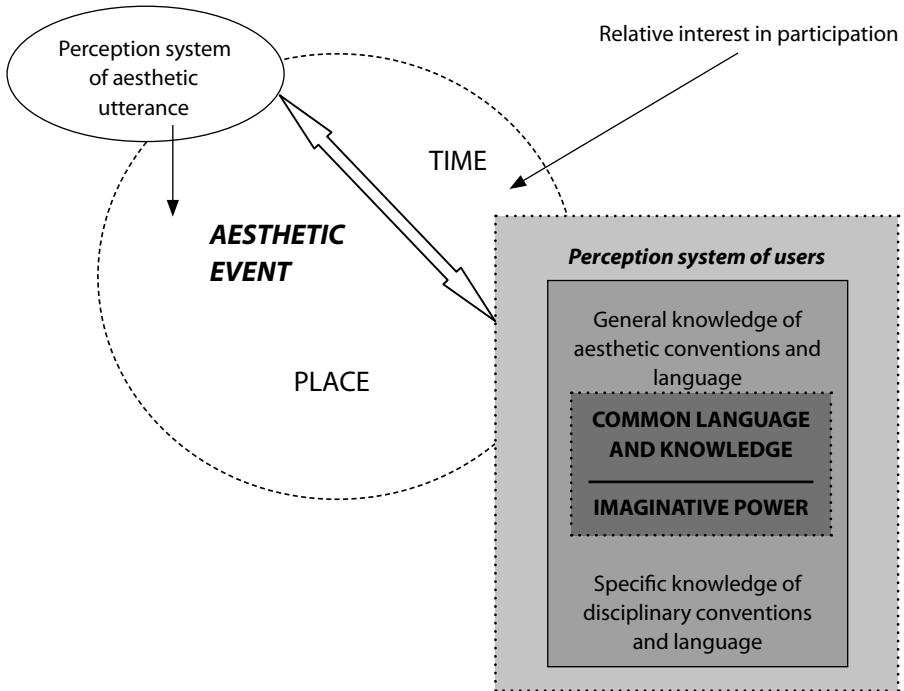 Perception system
of aesthetic
utterance
Relative interest in participation
TIME
AESTHETIC
EVENT
PLACE
Perception system of users
General knowledge of
aesthetic conventions and
language
COMMON LANGUAGE
AND KNOWLEDGE
IMAGINATIVE POWER
Specific knowledge of
disciplinary conventions
and language